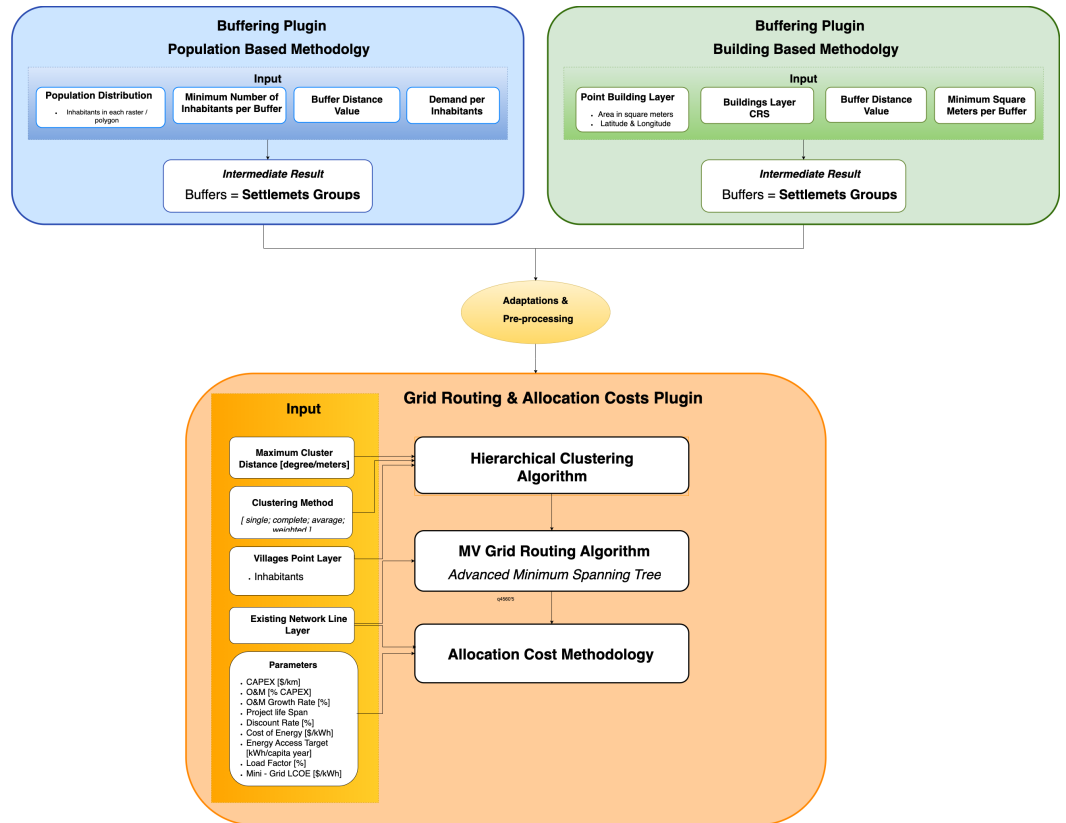 Buffering Plugin
Population Based Methodolgy
Input
Population Distribution
• Inhabitants in each raster /
polygon
Minimum Number of
Inhabitants per Buffer
Buffer Distance
Value
Demand per
Inhabitants
Intermediate Result
Buffers = Settlemets Groups
Buffering Plugin
Building Based Methodolgy
Input
Point Building Layer
• Area in square meters
• Latitude & Longitude
Buildings Layer
CRS
Buffer Distance
Value
Minimum Square
Meters per Buffer
Intermediate Result
Buffers = Settlemets Groups
Adaptations &
Pre-processing
Grid Routing & Allocation Costs Plugin
Input
Maximum Cluster
Distance [degree/meters]
Clustering Method
[ single; complete; avarage;
weighted ]
Villages Point Layer
• Inhabitants
Existing Network Line
Layer
Parameters
• CAPEX [$/km]
• O&M [% CAPEX]
• O&M Growth Rate [%]
• Project life Span
• Discount Rate [%]
• Cost of Energy [$/kWh]
• Energy Access Target
[kWh/capita year]
• Load Factor [%]
• Mini - Grid LCOE [$/kWh]
Hierarchical Clustering
Algorithm
MV Grid Routing Algorithm
Advanced Minimum Spanning Tree
Allocation Cost Methodology